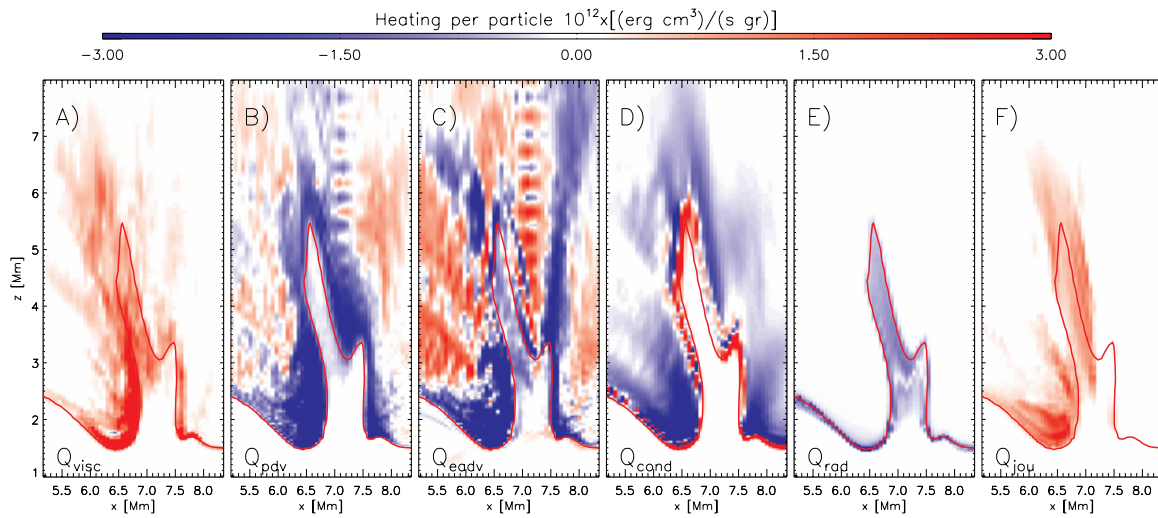 Heating per particle 10¹²x[(erg cm³)/(s gr)]
−3.00 −1.50 0.00 1.50 3.00
A) B) C) D) E) F)
7
6
5
4
3
2
1
z [Mm]
Q_visc Q_pdv Q_eadv Q_cond Q_rad Q_jou
5.5 6.0 6.5 7.0 7.5 8.0 5.5 6.0 6.5 7.0 7.5 8.0 5.5 6.0 6.5 7.0 7.5 8.0 5.5 6.0 6.5 7.0 7.5 8.0 5.5 6.0 6.5 7.0 7.5 8.0 5.5 6.0 6.5 7.0 7.5 8.0
x [Mm] x [Mm] x [Mm] x [Mm] x [Mm] x [Mm]